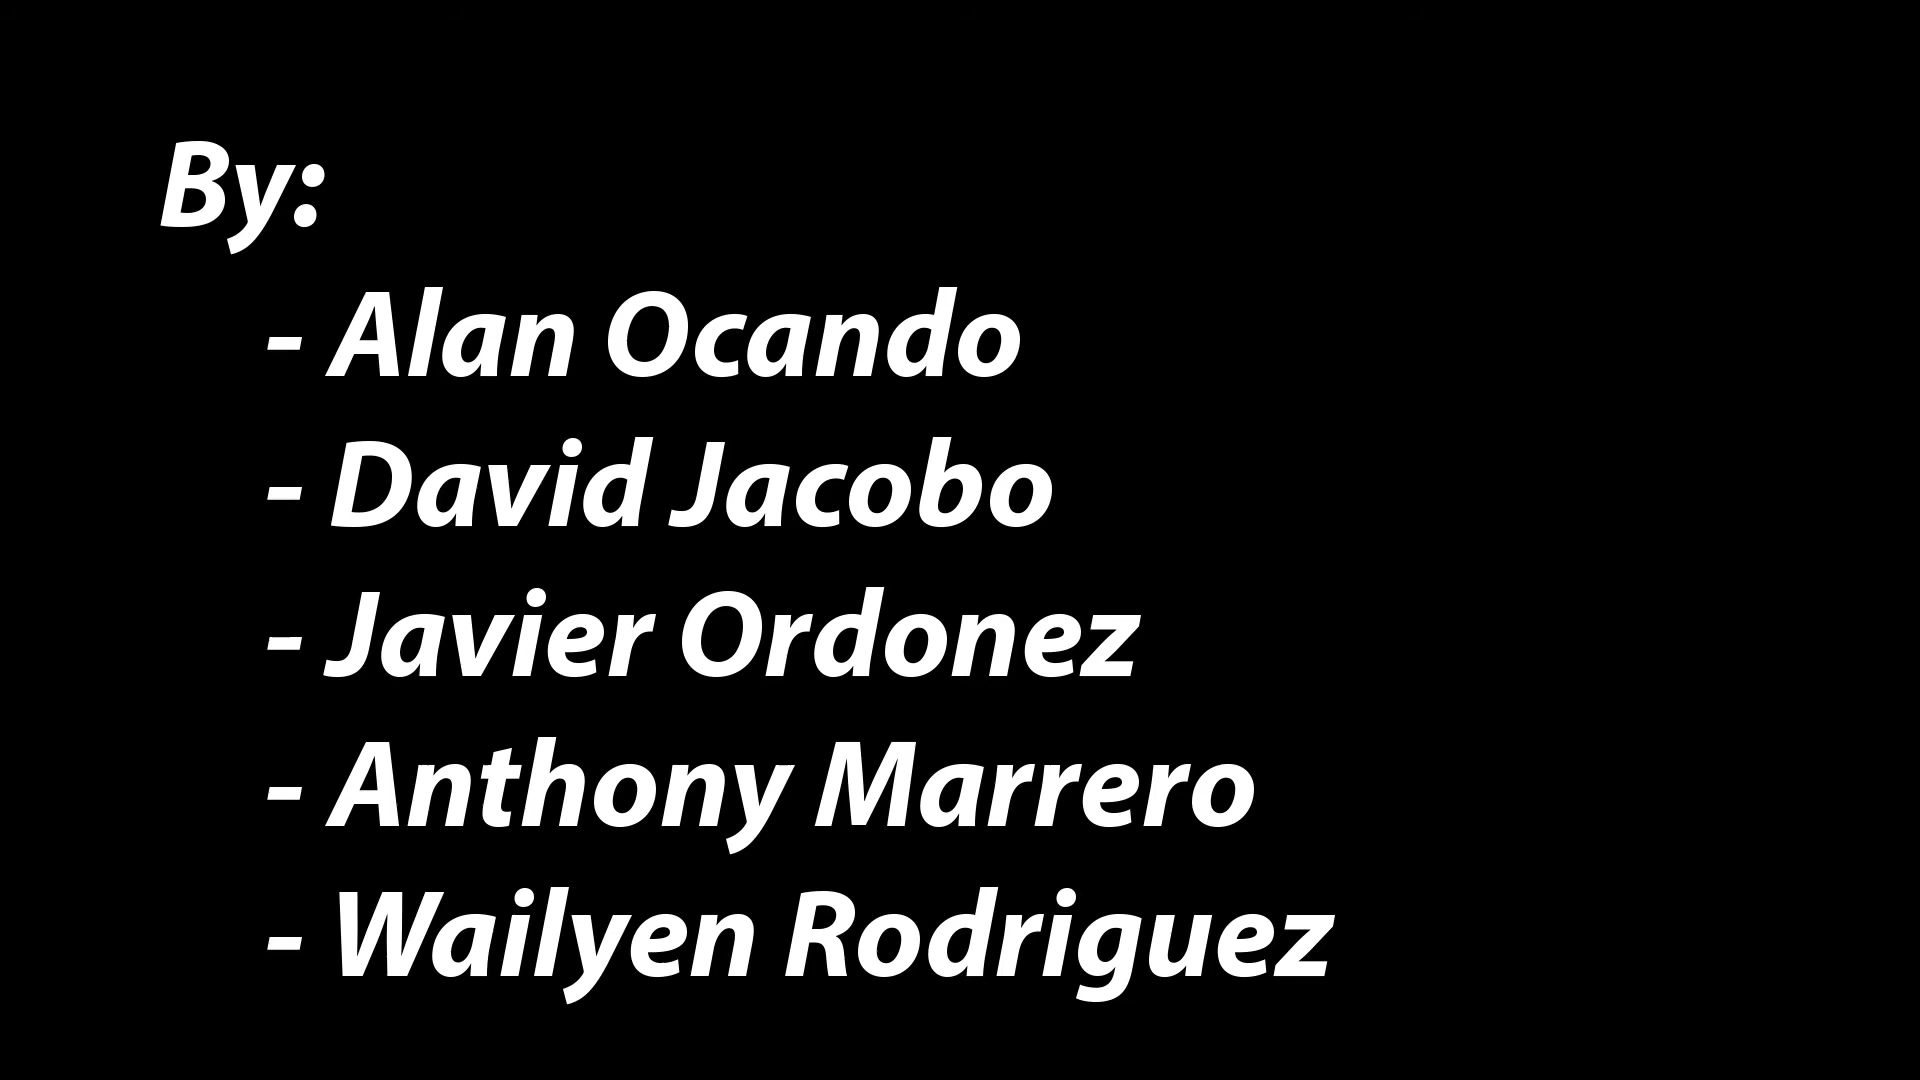 By:
- Alan Ocando
- David Jacobo
- Javier Ordonez
- Anthony Marrero
- Wailyen Rodriguez